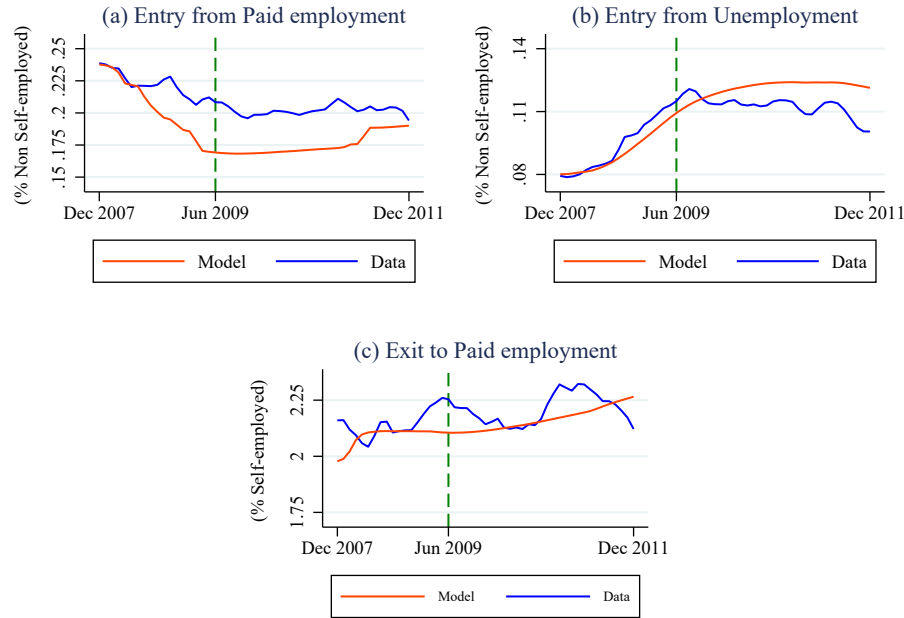 (a) Entry from Paid employment
(% Non Self-employed)
.25
.225
.2
.175
.15
Dec 2007
Jun 2009
Dec 2011
Model
Data
(b) Entry from Unemployment
(% Non Self-employed)
.14
.11
.08
Dec 2007
Jun 2009
Dec 2011
Model
Data
(c) Exit to Paid employment
(% Self-employed)
2.25
2
1.75
Dec 2007
Jun 2009
Dec 2011
Model
Data